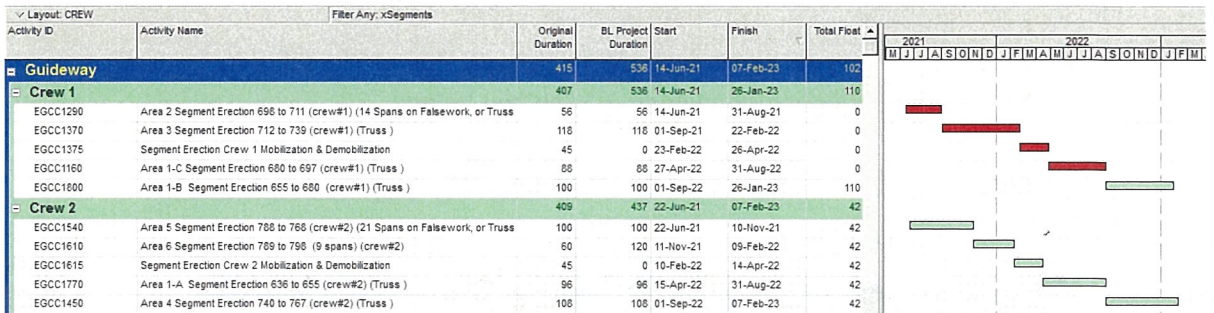 Layout: CREW Filter Any: xSegments
Activity ID Activity Name Original Duration BL Project Duration Start Finish Total Float
2021 2022
M J J A S O N D J F M A M J J A S O N D J F M
Guideway 415 536 14-Jun-21 07-Feb-23 102
Crew 1 407 536 14-Jun-21 26-Jan-23 110
EGCC1290 Area 2 Segment Erection 698 to 711 (crew#1) (14 Spans on Falsework, or Truss 56 56 14-Jun-21 31-Aug-21 0
EGCC1370 Area 3 Segment Erection 712 to 739 (crew#1) (Truss ) 118 118 01-Sep-21 22-Feb-22 0
EGCC1375 Segment Erection Crew 1 Mobilization & Demobilization 45 0 23-Feb-22 26-Apr-22 0
EGCC1160 Area 1-C Segment Erection 680 to 697 (crew#1) (Truss ) 88 88 27-Apr-22 31-Aug-22 0
EGCC1800 Area 1-B Segment Erection 655 to 680 (crew#1) (Truss ) 100 100 01-Sep-22 26-Jan-23 110
Crew 2 409 437 22-Jun-21 07-Feb-23 42
EGCC1540 Area 5 Segment Erection 788 to 768 (crew#2) (21 Spans on Falsework, or Truss 100 100 22-Jun-21 10-Nov-21 42
EGCC1610 Area 6 Segment Erection 789 to 798 (9 spans) (crew#2) 60 120 11-Nov-21 09-Feb-22 42
EGCC1615 Segment Erection Crew 2 Mobilization & Demobilization 45 0 10-Feb-22 14-Apr-22 42
EGCC1770 Area 1-A Segment Erection 636 to 655 (crew#2) (Truss ) 96 96 15-Apr-22 31-Aug-22 42
EGCC1450 Area 4 Segment Erection 740 to 767 (crew#2) (Truss ) 108 108 01-Sep-22 07-Feb-23 42